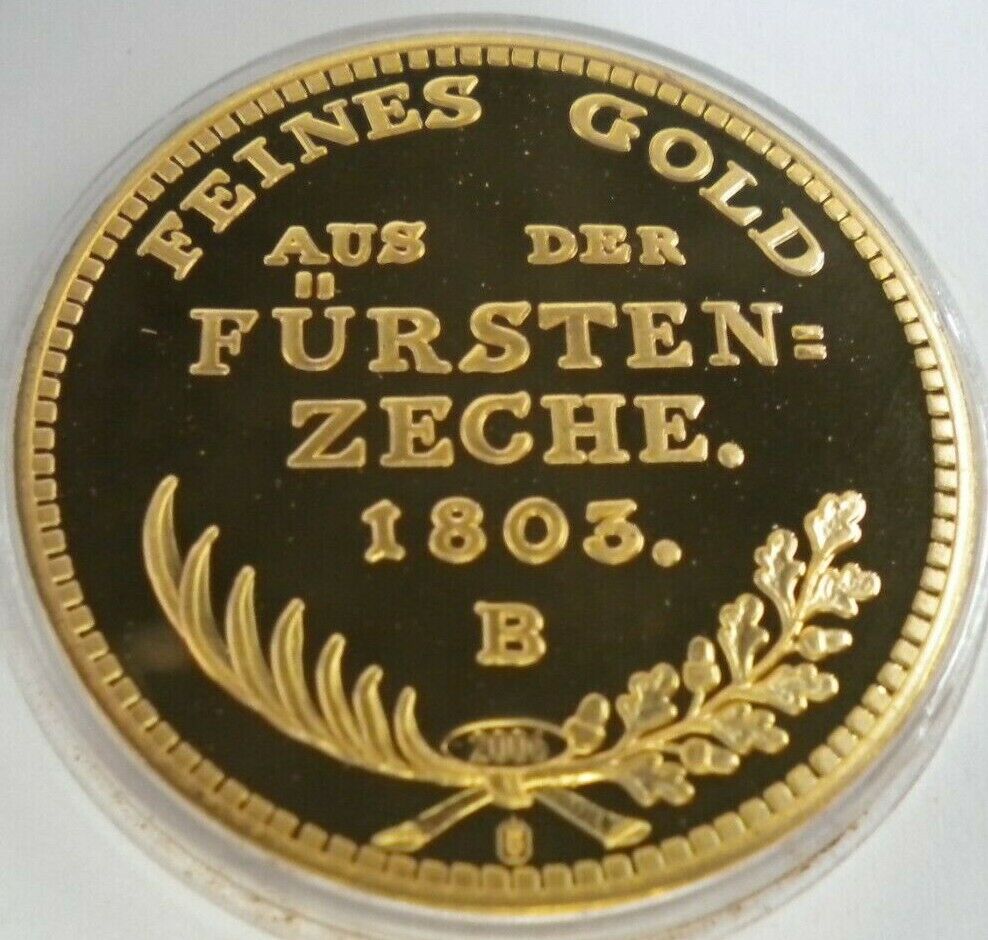 FEINES GOLD
AUS DER
FÜRSTEN=
ZECHE.
1803.
B